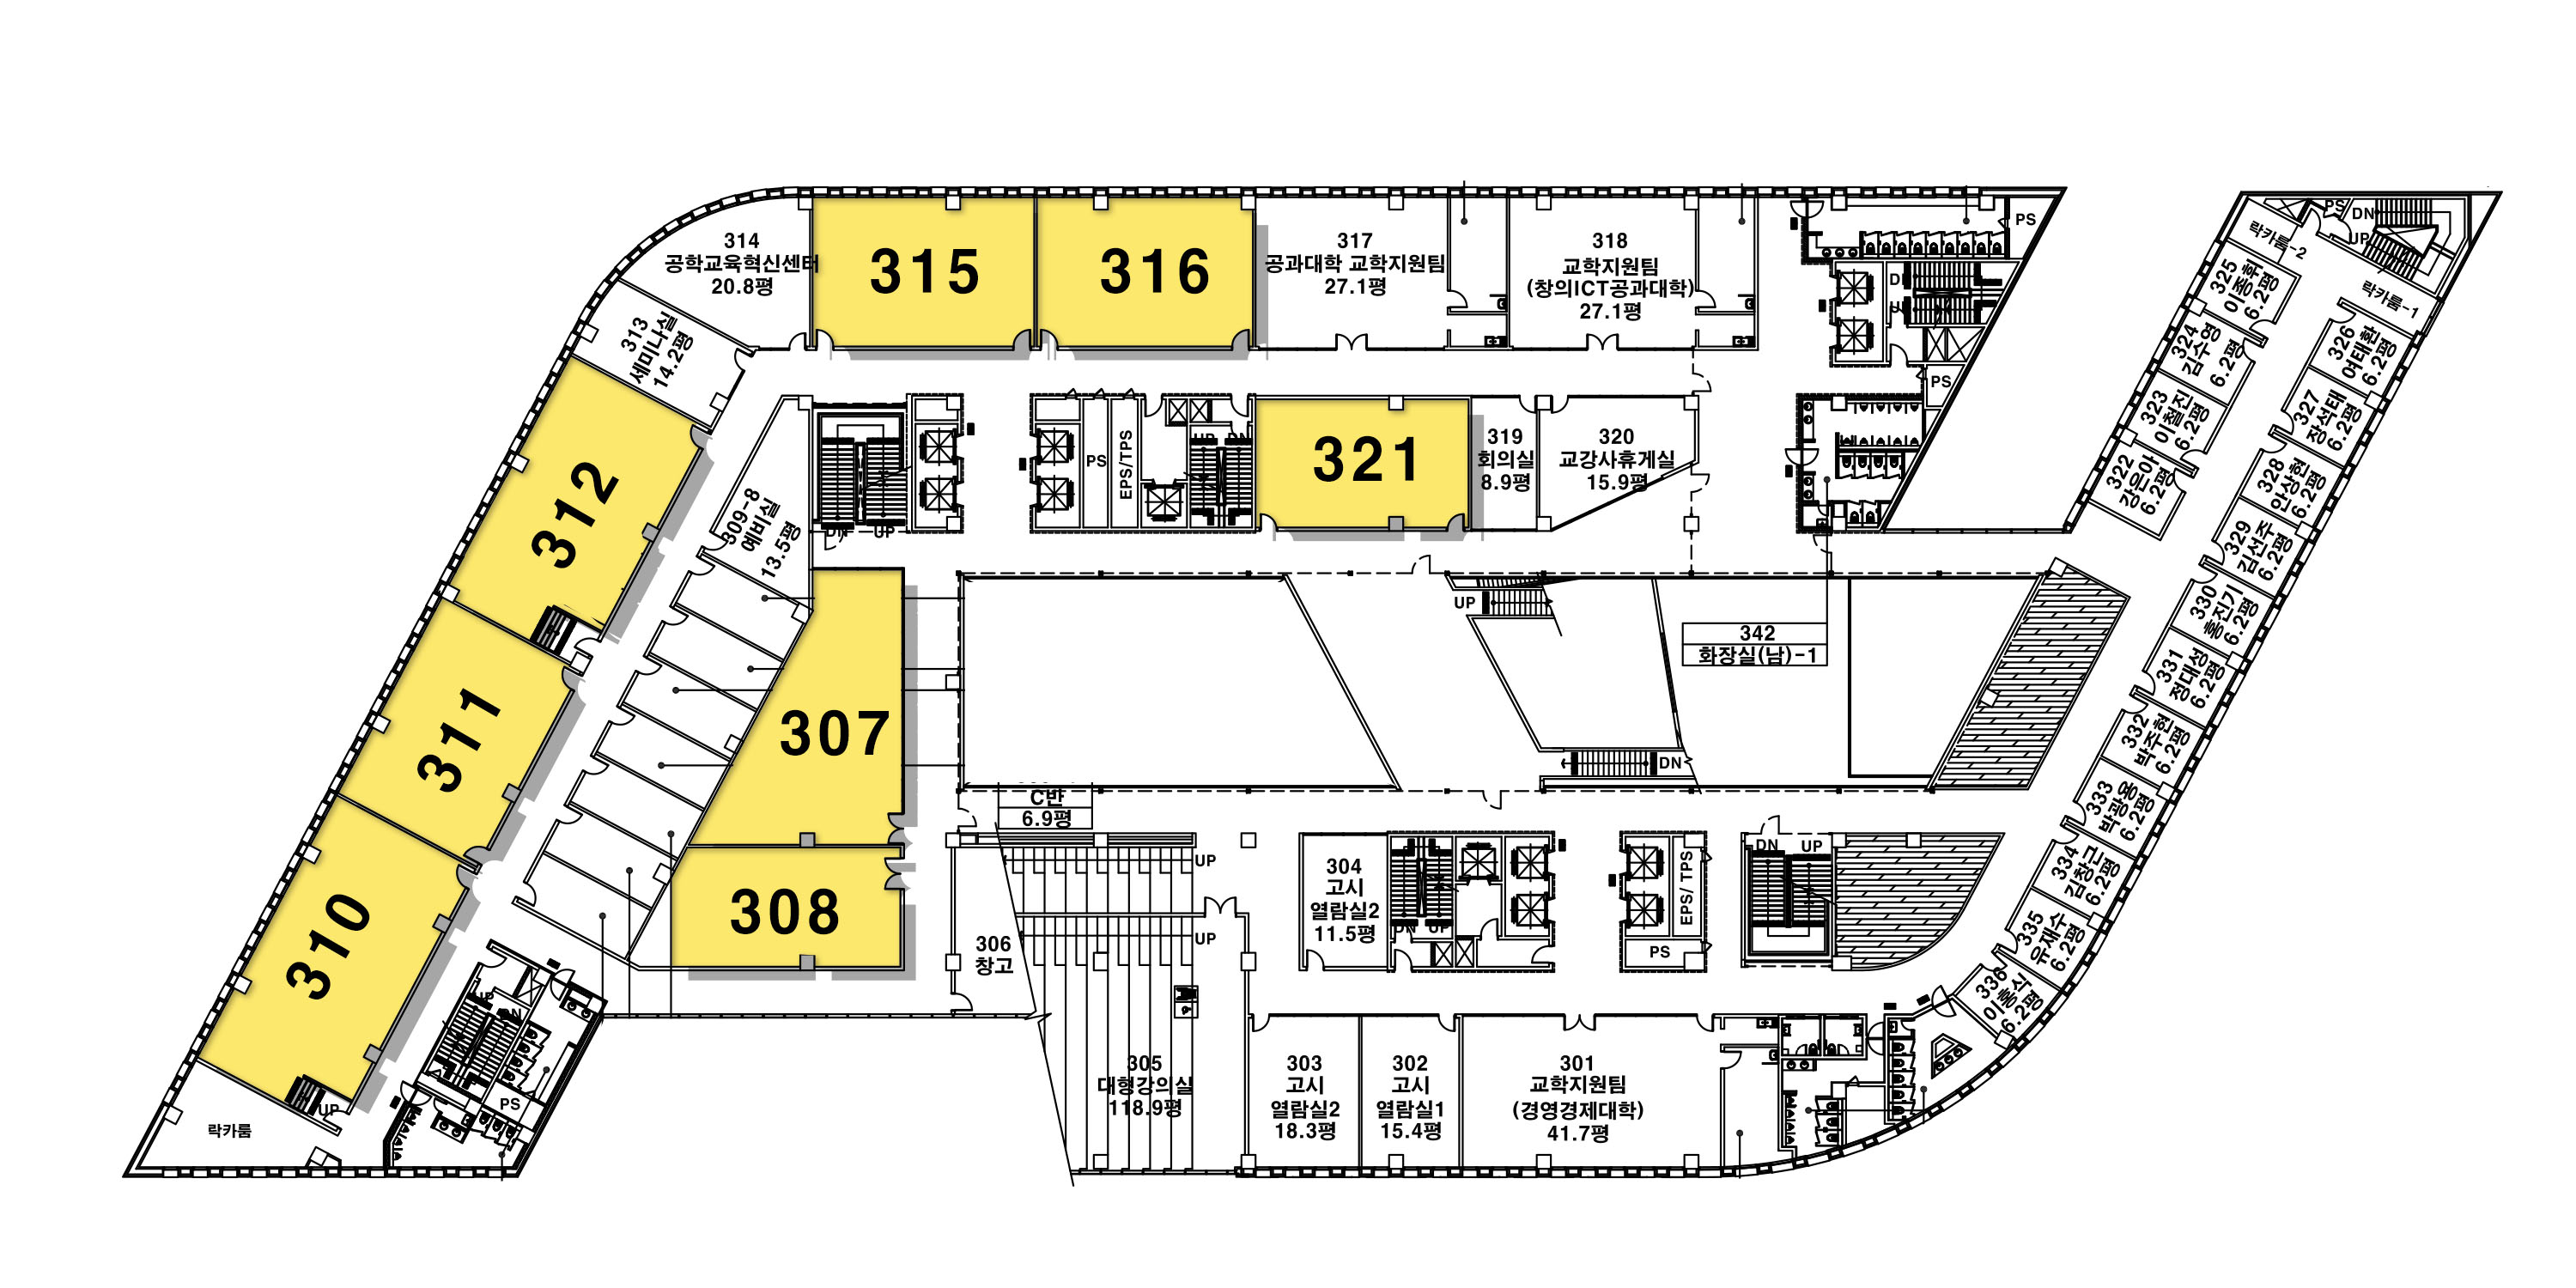 314
공학교육혁신센터
20.8평
315
316
317
공과대학 교학지원팀
27.1평
318
교학지원팀
(창의ICT공과대학)
27.1평
PS
DN
PS
313
세미나실
14.2평
312
309-8
예비실
13.5평
DN
UP
PS
EPS/TPS
UP
DN
321
319
회의실
8.9평
320
교강사휴게실
15.9평
락카룸-2
PS
DN
UP
락카룸-1
325
이종학
6.2평
324
김수영
6.2평
323
이철진
6.2평
322
강은아
6.2평
326
여태환
6.2평
327
장석태
6.2평
328
안상현
6.2평
329
김선주
6.2평
330
홍진기
6.2평
331
정대성
6.2평
332
박주현
6.2평
333
박광용
6.2평
334
김창근
6.2평
335
유재수
6.2평
336
이홍식
6.2평
311
307
UP
342
화장실(남)-1
DN
C반
6.9평
310
308
306
창고
UP
UP
304
고시
열람실2
11.5평
DN
UP
EPS/ TPS
PS
DN
UP
UP
DN
PS
UP
락카룸
305
대형강의실
118.9평
303
고시
열람실2
18.3평
302
고시
열람실1
15.4평
301
교학지원팀
(경영경제대학)
41.7평